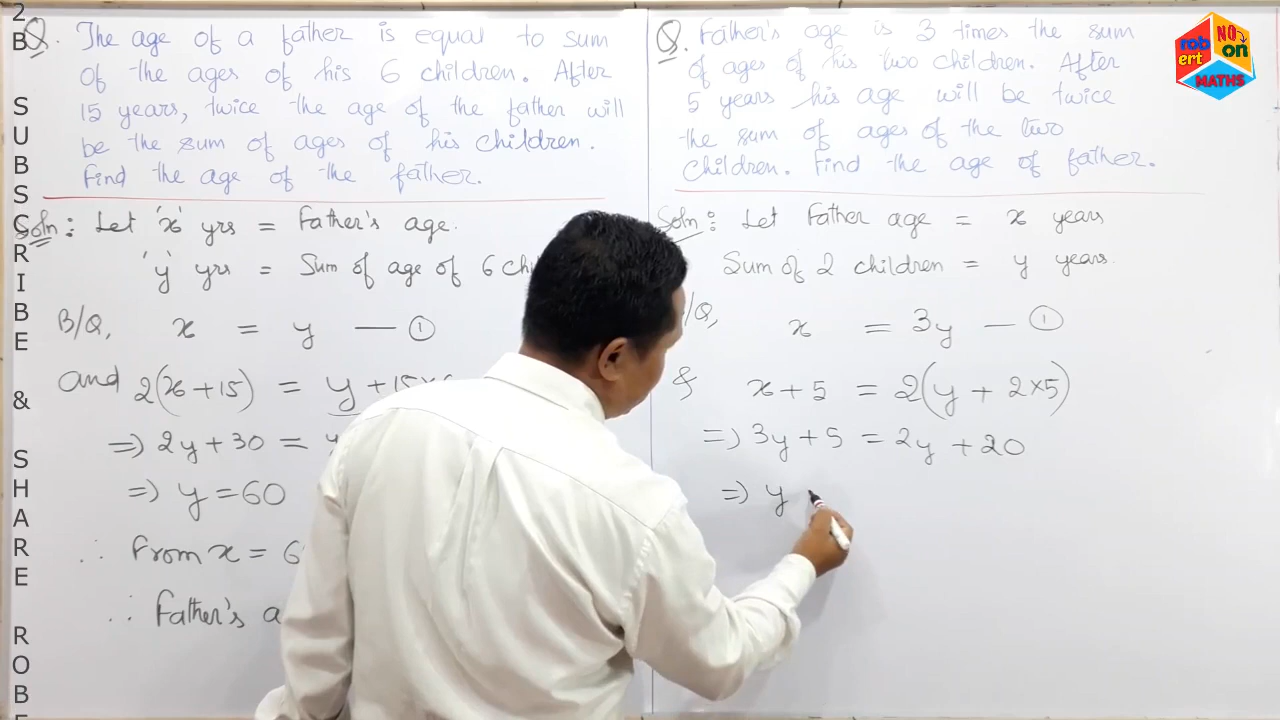 2B SUBSCRIBE & SHARE ROB
Q. The age of a father is equal to sum
of the ages of his 6 children. After
15 years, twice the age of the father will
be the sum of ages of his children.
Find the age of the father.
Soln: Let 'x' yrs = Father's age.
'y' yrs = Sum of age of 6
B/Q, x = y — ①
and 2(x+15) = y + 15×
=> 2y + 30 =
=> y = 60
∴ From x = 6
∴ Father's
Q. Father's age is 3 times the sum
of ages of his two children. After
5 years his age will be twice
the sum of ages of the two
children. Find the age of father.
Soln: Let Father age = x years
Sum of 2 children = y years.
/Q, x = 3y — ①
& x + 5 = 2(y + 2×5)
=> 3y + 5 = 2y + 20
=> y
robert NO on
MATHS